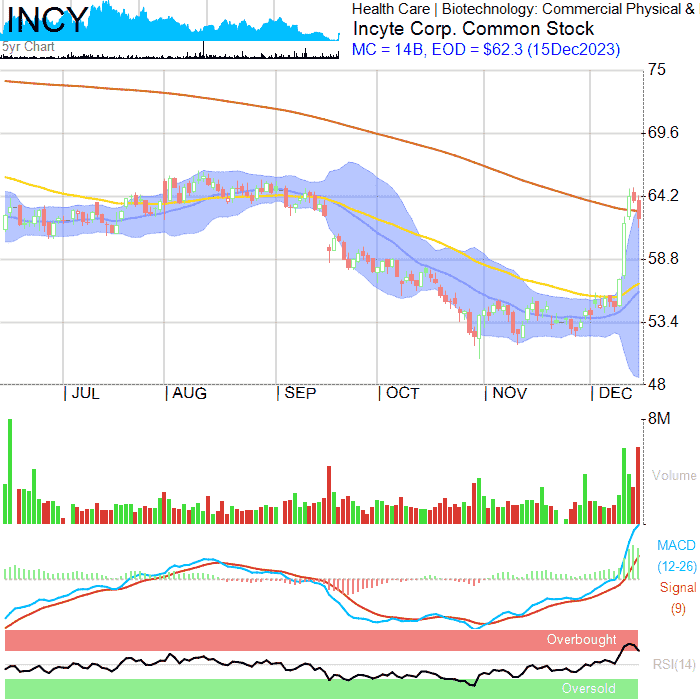 INCY
5yr Chart
Health Care | Biotechnology: Commercial Physical &
Incyte Corp. Common Stock
MC = 14B, EOD = $62.3 (15Dec2023)
75
69.6
64.2
58.8
53.4
48
| JUL | AUG | SEP | OCT | NOV | DEC
8M
Volume
MACD
(12-26)
Signal
(9)
Overbought
RSI(14)
Oversold